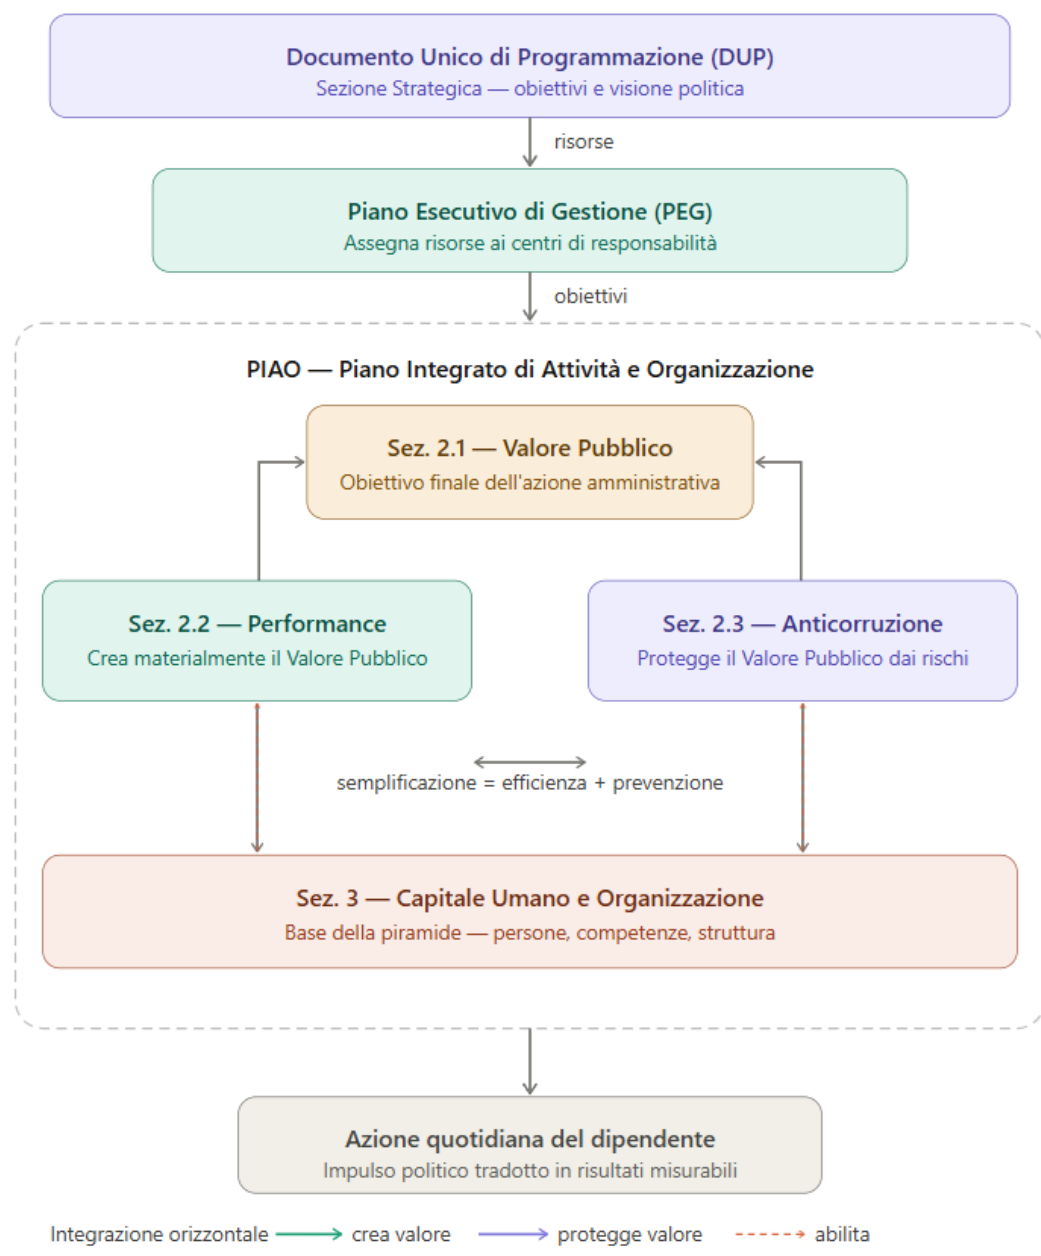 Documento Unico di Programmazione (DUP)
Sezione Strategica — obiettivi e visione politica
risorse
Piano Esecutivo di Gestione (PEG)
Assegna risorse ai centri di responsabilità
obiettivi
PIAO — Piano Integrato di Attività e Organizzazione
Sez. 2.1 — Valore Pubblico
Obiettivo finale dell'azione amministrativa
Sez. 2.2 — Performance
Crea materialmente il Valore Pubblico
Sez. 2.3 — Anticorruzione
Protegge il Valore Pubblico dai rischi
semplificazione = efficienza + prevenzione
Sez. 3 — Capitale Umano e Organizzazione
Base della piramide — persone, competenze, struttura
Azione quotidiana del dipendente
Impulso politico tradotto in risultati misurabili
Integrazione orizzontale crea valore protegge valore abilita